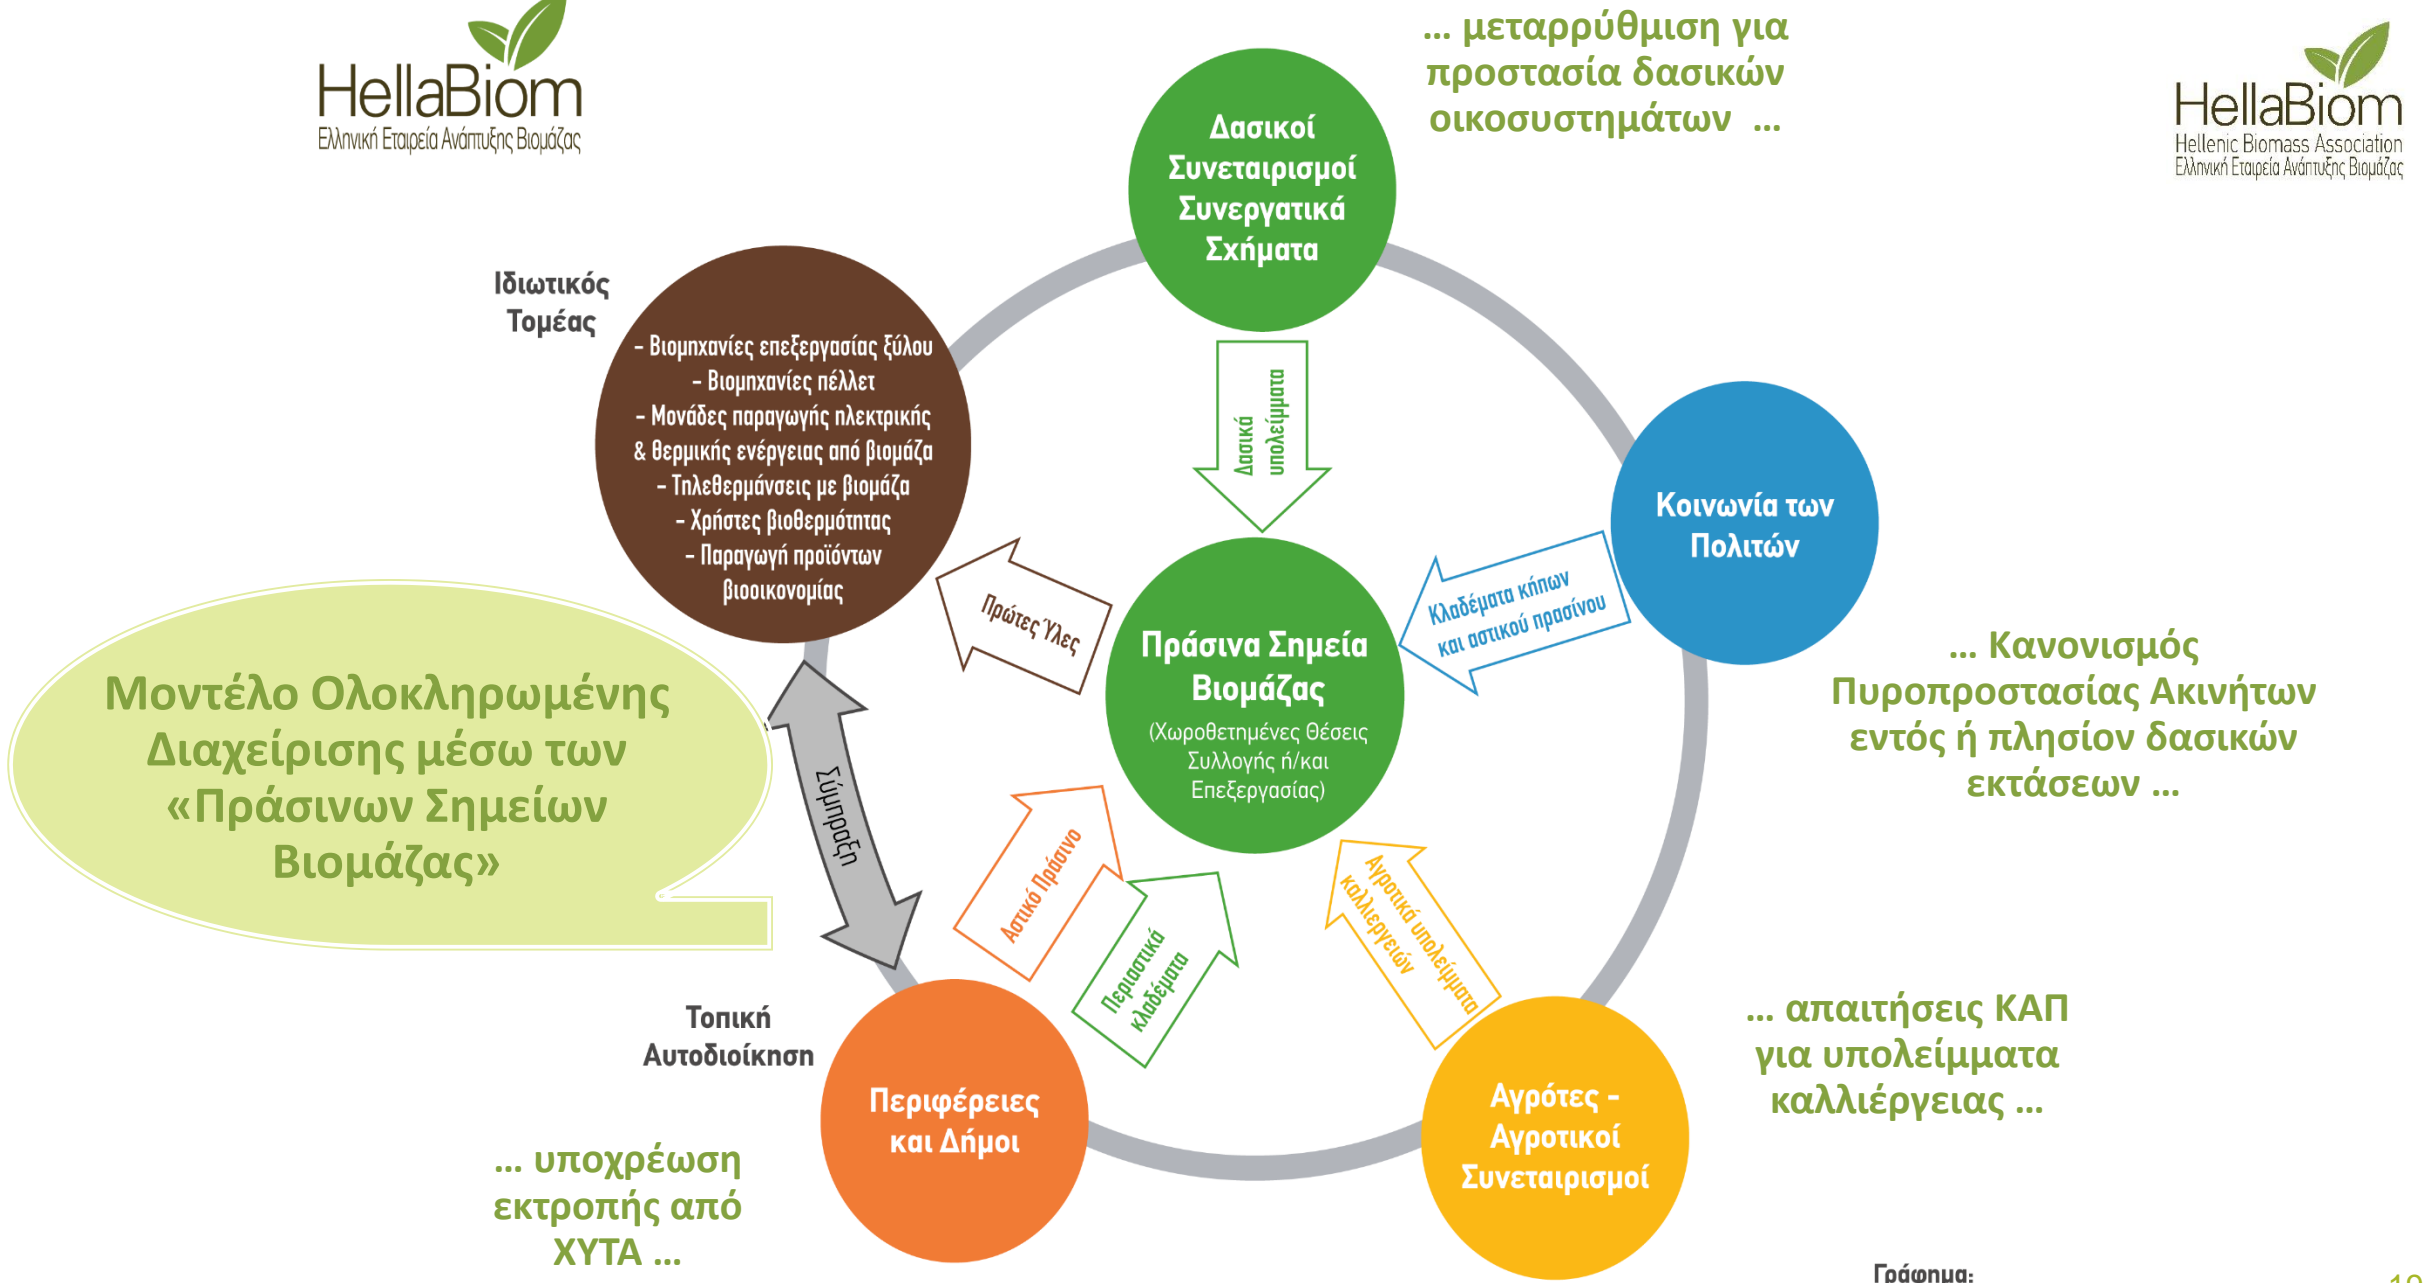 HellaBiom
Ελληνική Εταιρεία Ανάπτυξης Βιομάζας
... μεταρρύθμιση για
προστασία δασικών
οικοσυστημάτων ...
HellaBiom
Hellenic Biomass Association
Ελληνική Εταιρεία Ανάπτυξης Βιομάζας
Δασικοί
Συνεταιρισμοί
Συνεργατικά
Σχήματα
Ιδιωτικός
Τομέας
- Βιομηχανίες επεξεργασίας ξύλου
- Βιομηχανίες πέλλετ
- Μονάδες παραγωγής ηλεκτρικής
& θερμικής ενέργειας από βιομάζα
- Τηλεθερμάνσεις με βιομάζα
- Χρήστες βιοθερμότητας
- Παραγωγή προϊόντων
βιοοικονομίας
Δασικά
υπολείμματα
Κοινωνία των
Πολιτών
Κλαδέματα κήπων
και αστικού πρασίνου
Πρώτες Ύλες
Πράσινα Σημεία
Βιομάζας
(Χωροθετημένες Θέσεις
Συλλογής ή/και
Επεξεργασίας)
... Κανονισμός
Πυροπροστασίας Ακινήτων
εντός ή πλησίον δασικών
εκτάσεων ...
Μοντέλο Ολοκληρωμένης
Διαχείρισης μέσω των
«Πράσινων Σημείων
Βιομάζας»
Σύμπραξη
Αστικό Πράσινο
Περιαστικά
κλαδέματα
Αγροτικά υπολείμματα
καλλιεργειών
Τοπική
Αυτοδιοίκηση
Περιφέρειες
και Δήμοι
Αγρότες -
Αγροτικοί
Συνεταιρισμοί
... απαιτήσεις ΚΑΠ
για υπολείμματα
καλλιέργειας ...
... υποχρέωση
εκτροπής από
ΧΥΤΑ ...
Γράφημα: